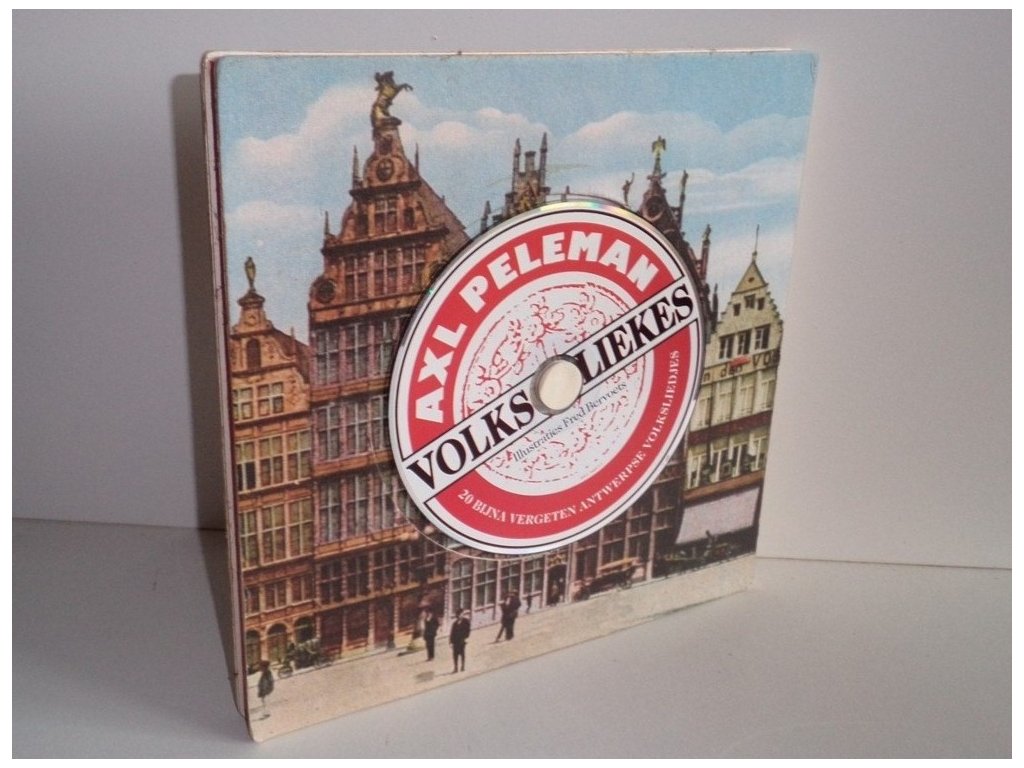 AXL PELEMAN
VOLKSLIEKES
Illustraties Fred Bervoets
20 BIJNA VERGETEN ANTWERPSE VOLKSLIEDJES